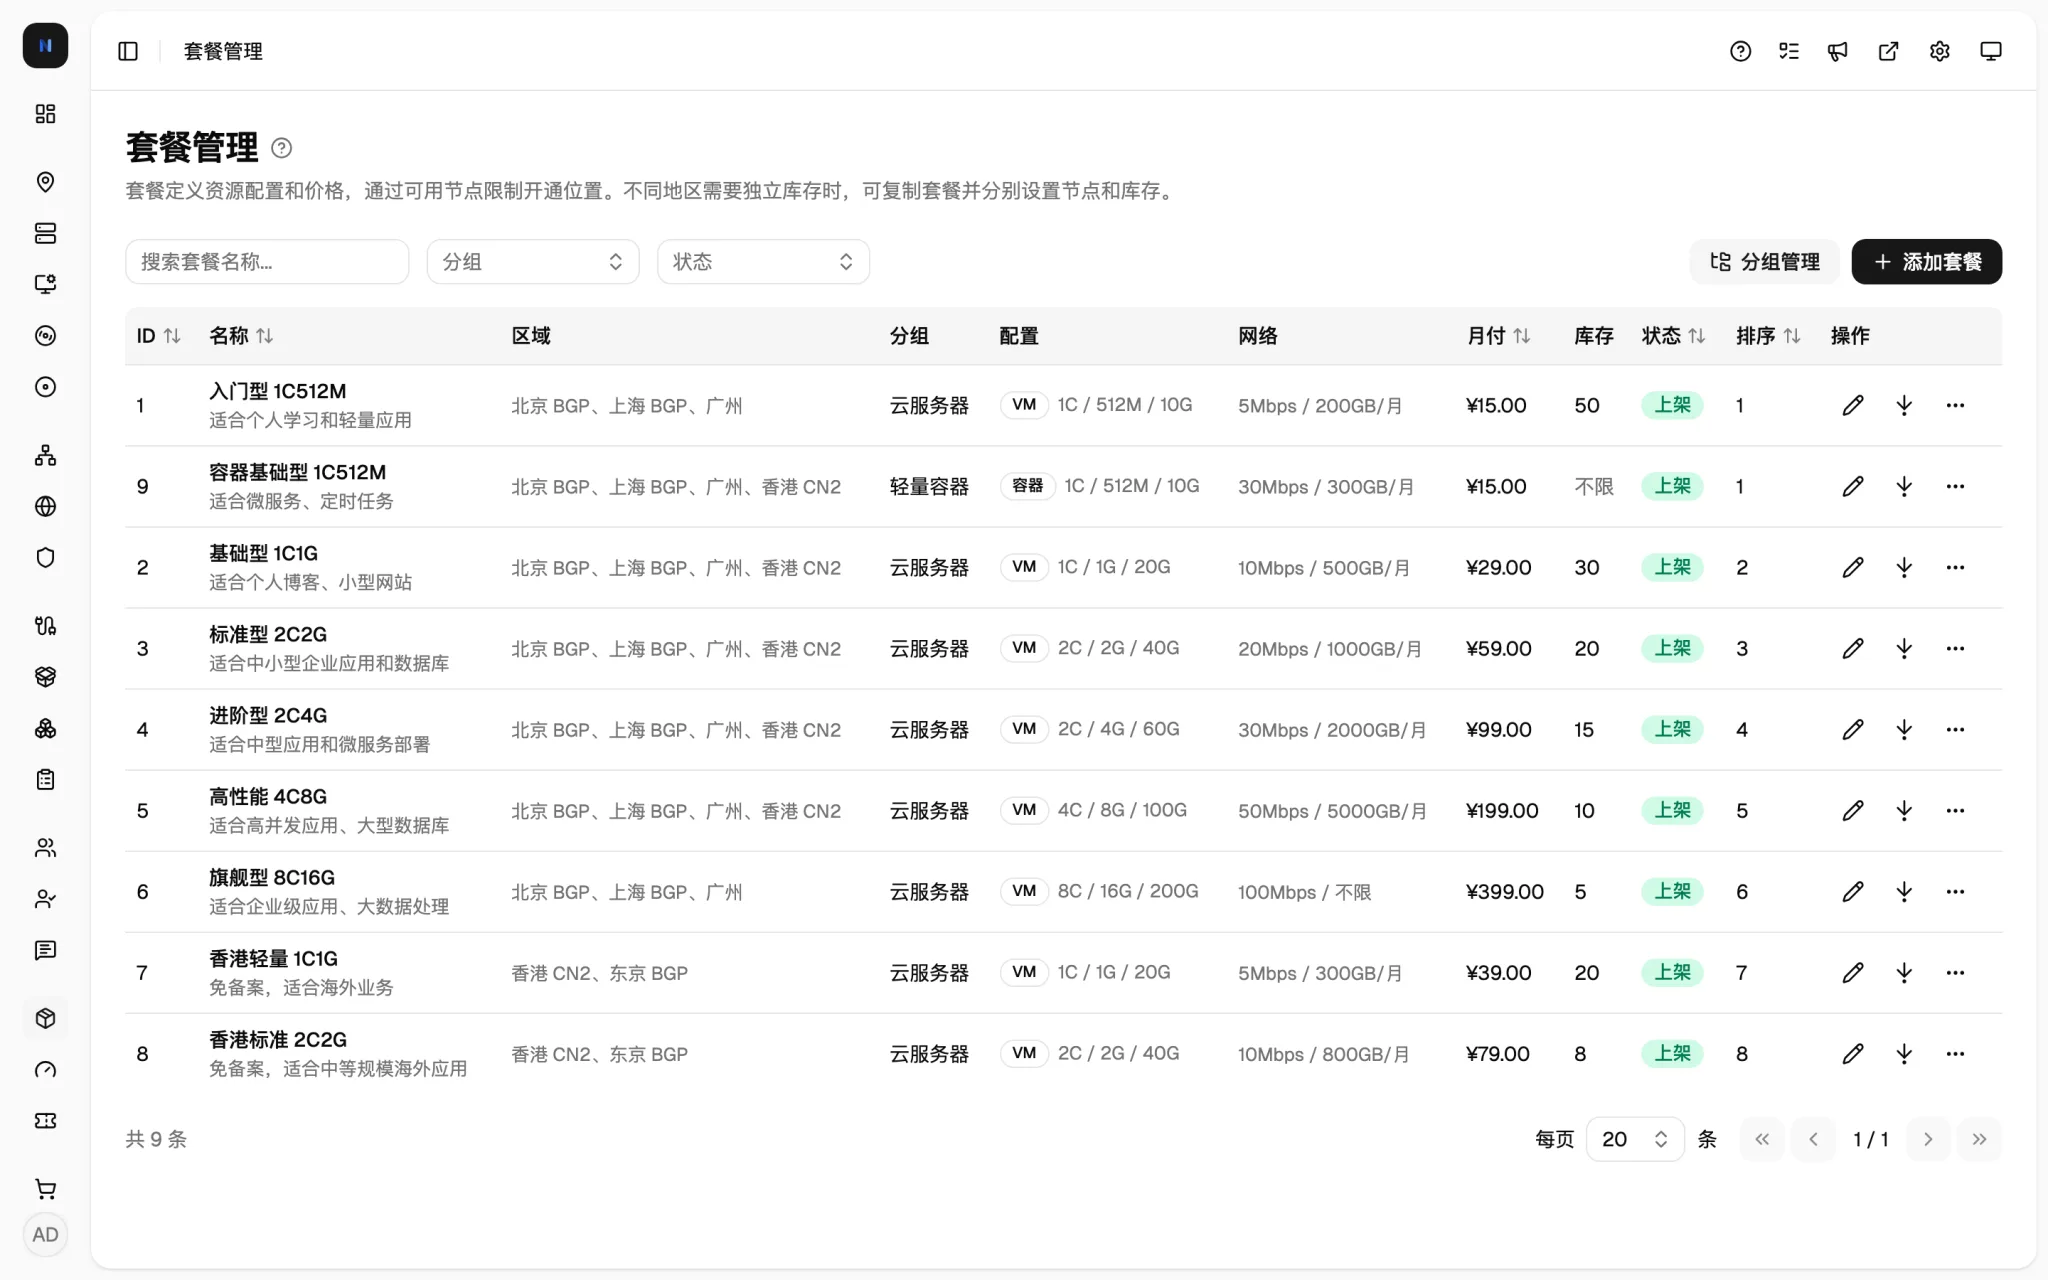 N
套餐管理
套餐管理
套餐定义资源配置和价格，通过可用节点限制开通位置。不同地区需要独立库存时，可复制套餐并分别设置节点和库存。
搜索套餐名称... 分组 状态 分组管理 添加套餐
ID 名称 区域 分组 配置 网络 月付 库存 状态 排序 操作
1 入门型 1C512M 北京 BGP、上海 BGP、广州 云服务器 VM 1C / 512M / 10G 5Mbps / 200GB/月 ¥15.00 50 上架 1
适合个人学习和轻量应用
9 容器基础型 1C512M 北京 BGP、上海 BGP、广州、香港 CN2 轻量容器 容器 1C / 512M / 10G 30Mbps / 300GB/月 ¥15.00 不限 上架 1
适合微服务、定时任务
2 基础型 1C1G 北京 BGP、上海 BGP、广州、香港 CN2 云服务器 VM 1C / 1G / 20G 10Mbps / 500GB/月 ¥29.00 30 上架 2
适合个人博客、小型网站
3 标准型 2C2G 北京 BGP、上海 BGP、广州、香港 CN2 云服务器 VM 2C / 2G / 40G 20Mbps / 1000GB/月 ¥59.00 20 上架 3
适合中小型企业应用和数据库
4 进阶型 2C4G 北京 BGP、上海 BGP、广州、香港 CN2 云服务器 VM 2C / 4G / 60G 30Mbps / 2000GB/月 ¥99.00 15 上架 4
适合中型应用和微服务部署
5 高性能 4C8G 北京 BGP、上海 BGP、广州、香港 CN2 云服务器 VM 4C / 8G / 100G 50Mbps / 5000GB/月 ¥199.00 10 上架 5
适合高并发应用、大型数据库
6 旗舰型 8C16G 北京 BGP、上海 BGP、广州 云服务器 VM 8C / 16G / 200G 100Mbps / 不限 ¥399.00 5 上架 6
适合企业级应用、大数据处理
7 香港轻量 1C1G 香港 CN2、东京 BGP 云服务器 VM 1C / 1G / 20G 5Mbps / 300GB/月 ¥39.00 20 上架 7
免备案，适合海外业务
8 香港标准 2C2G 香港 CN2、东京 BGP 云服务器 VM 2C / 2G / 40G 10Mbps / 800GB/月 ¥79.00 8 上架 8
免备案，适合中等规模海外应用
共 9 条 每页 20 条 1 / 1
AD